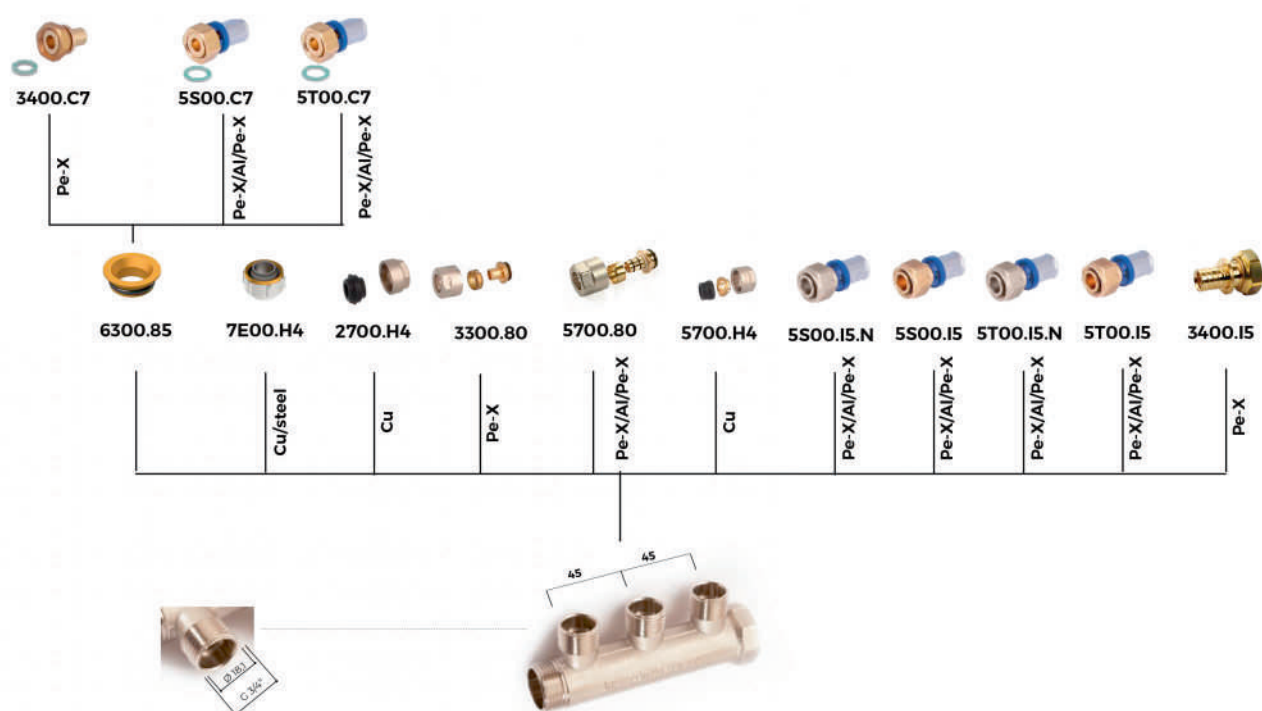 3400.C7 5S00.C7 5T00.C7
Pe-X Pe-X/Al/Pe-X Pe-X/Al/Pe-X
6300.85 7E00.H4 2700.H4 3300.80 5700.80 5700.H4 5S00.I5.N 5S00.I5 5T00.I5.N 5T00.I5 3400.I5
Cu/steel Cu Pe-X Pe-X/Al/Pe-X Cu Pe-X/Al/Pe-X Pe-X/Al/Pe-X Pe-X/Al/Pe-X Pe-X/Al/Pe-X Pe-X
45 45
Ø 18,1
G 3/4"